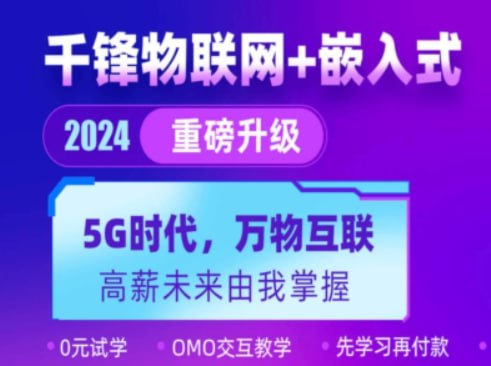 千锋物联网+嵌入式
2024 重磅升级
5G时代，万物互联
高薪未来由我掌握
• 0元试学 • OMO交互教学 • 先学习再付款 •